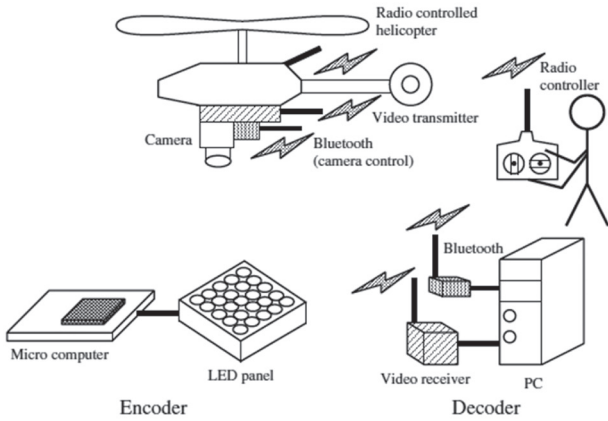 Radio controlled
helicopter
Radio
controller
Video transmitter
Camera
Bluetooth
(camera control)
Bluetooth
Micro computer
LED panel
Video receiver
PC
Encoder
Decoder